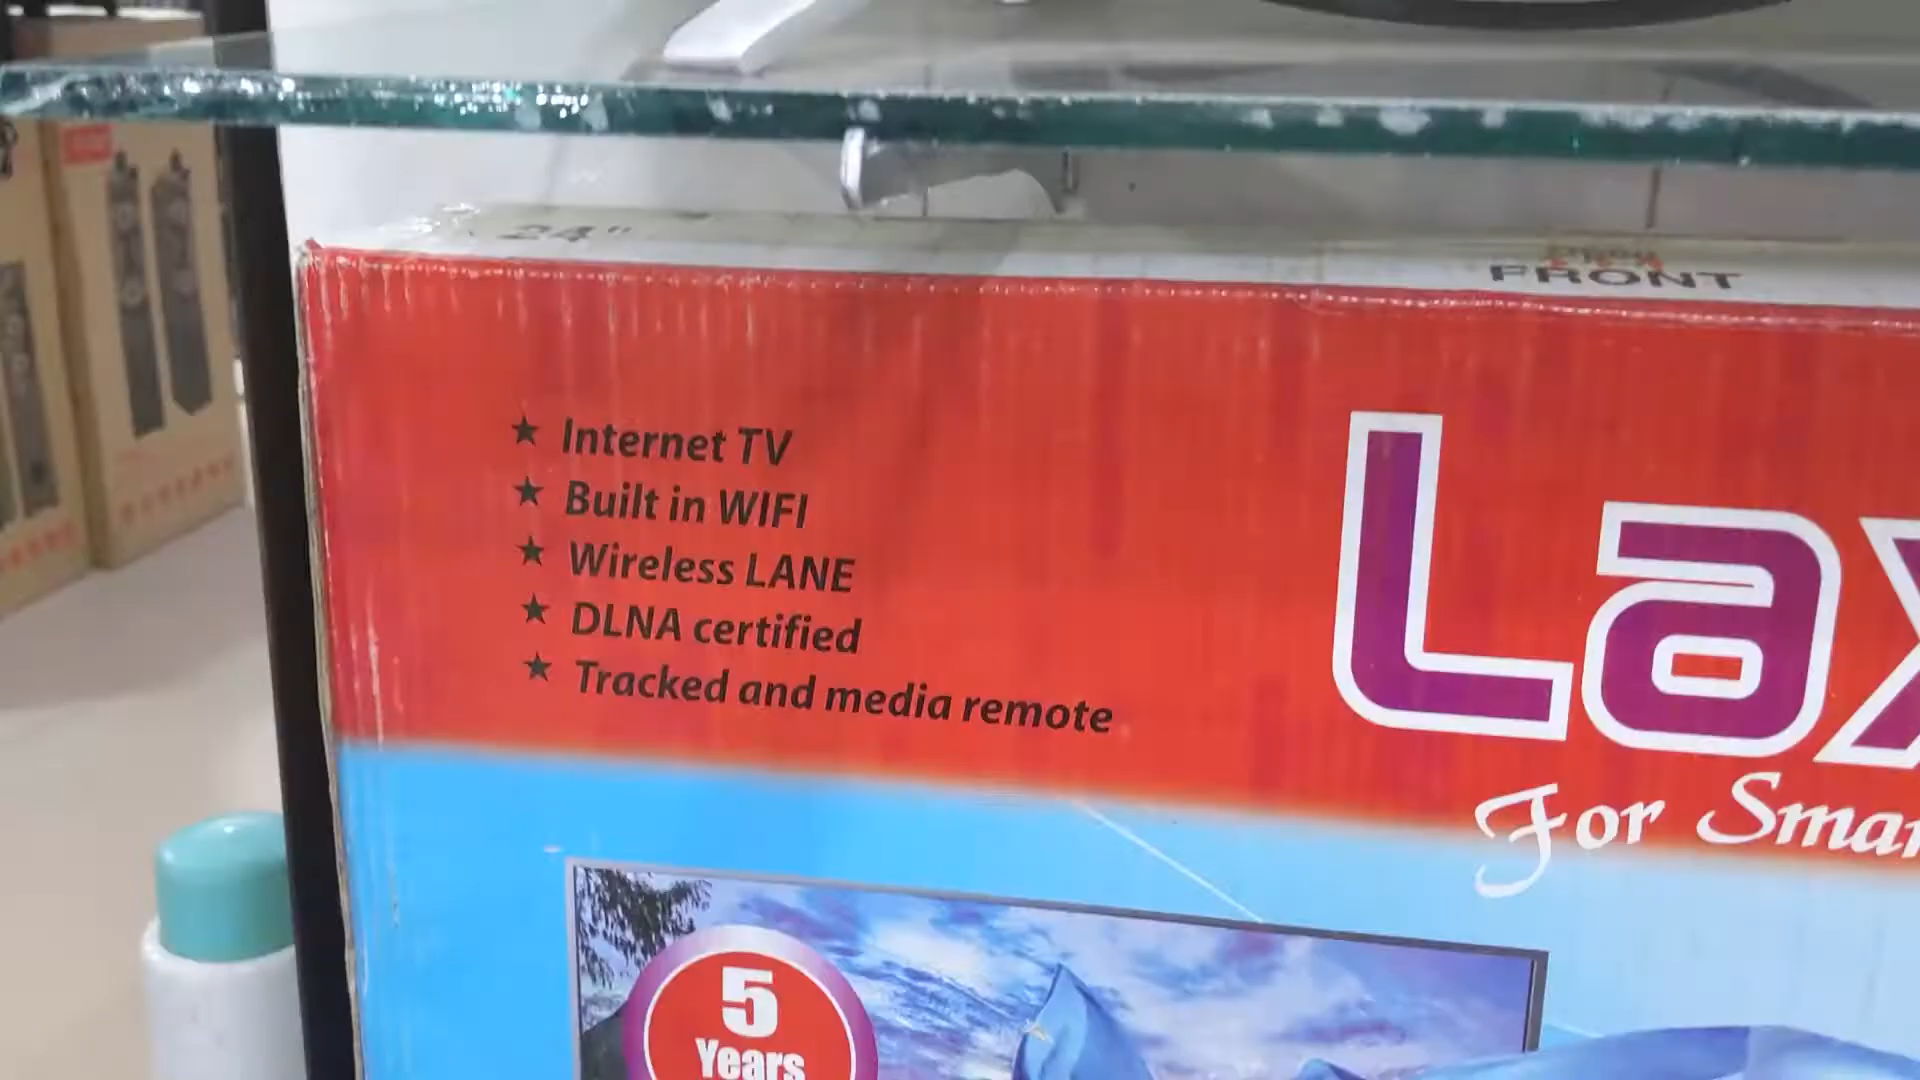 24"
FRONT
★ Internet TV
★ Built in WIFI
★ Wireless LANE
★ DLNA certified
★ Tracked and media remote
La
For Smar
5
Years